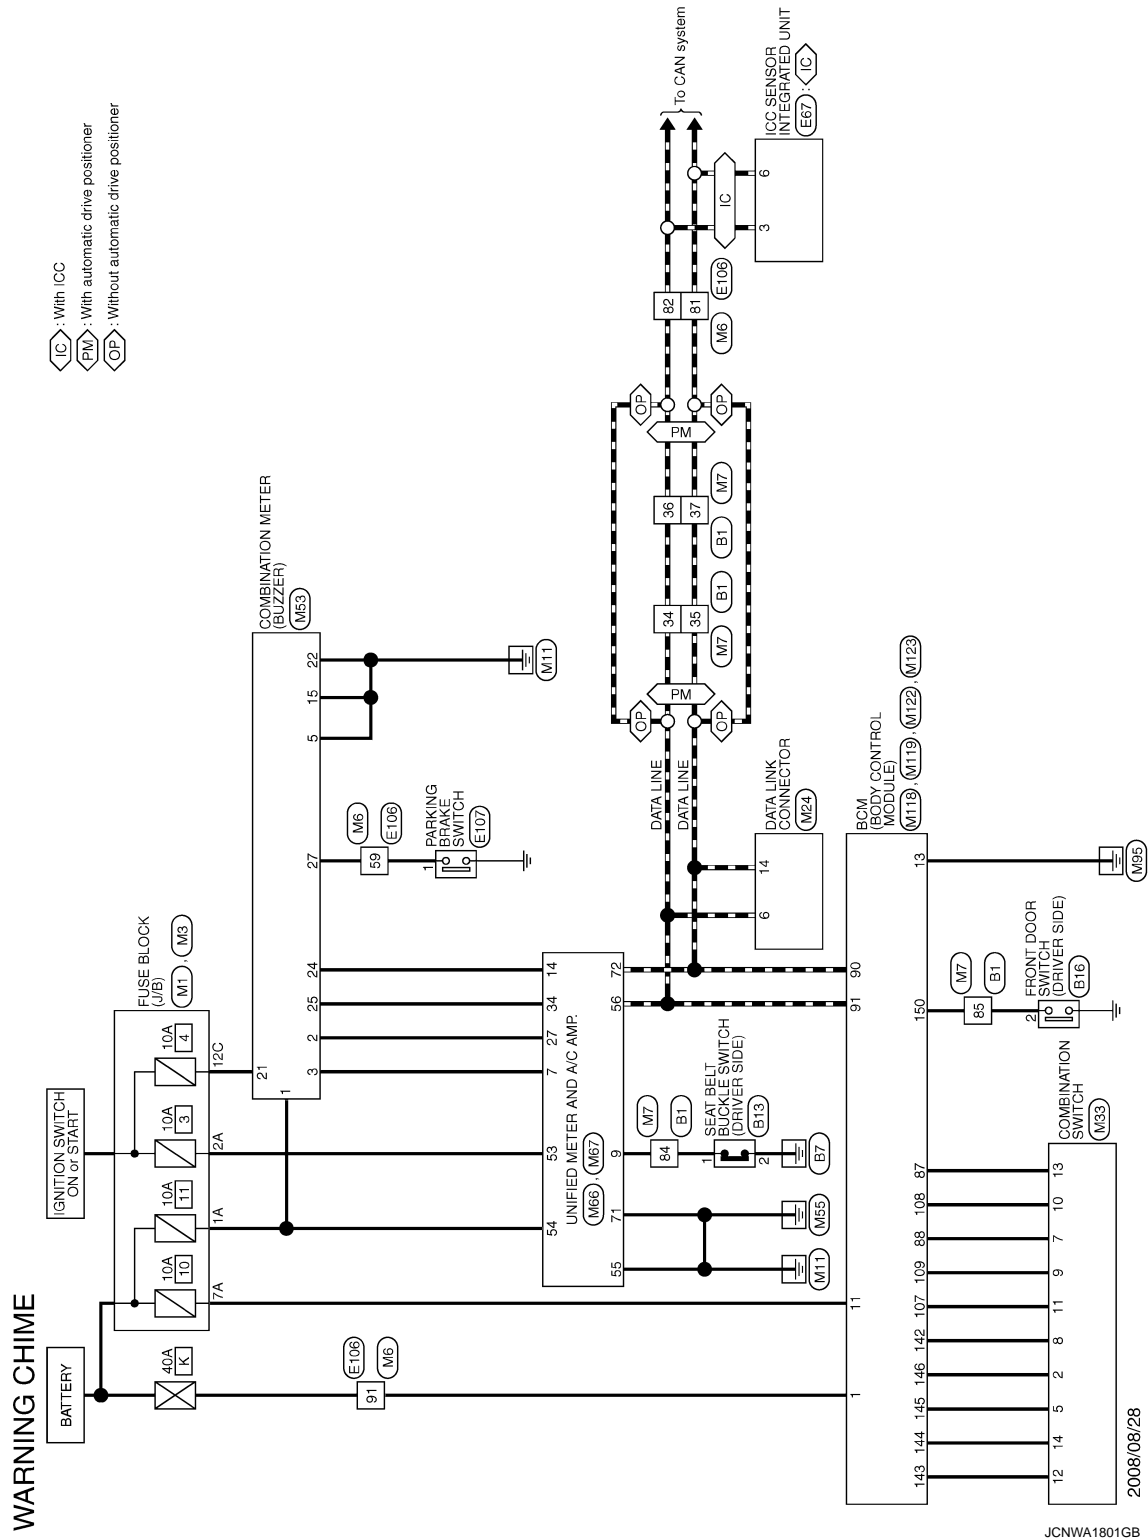 WARNING CHIME
BATTERY
IGNITION SWITCH
ON or START
IC : With ICC
PM : With automatic drive positioner
OP : Without automatic drive positioner
40A
K
10A
10
10A
11
10A
3
10A
4
FUSE BLOCK
(J/B)
M1 , M3
7A
1A
2A
12C
E106
91
M6
21
1
COMBINATION METER
(BUZZER)
M53
3
2
25
24
27
5
15
22
M6
59
E106
1
PARKING
BRAKE
SWITCH
E107
M11
54
53
7
27
34
14
UNIFIED METER AND A/C AMP.
M66 , M67
55
71
9
56
72
M11
M55
M7
84
B1
1
SEAT BELT
BUCKLE SWITCH
(DRIVER SIDE)
B13
2
B7
DATA LINE
DATA LINE
6
14
DATA LINK
CONNECTOR
M24
OP
PM
OP
34
35
M7
B1
36
37
B1
M7
OP
PM
OP
82
81
M6
E106
To CAN system
IC
3
6
ICC SENSOR
INTEGRATED UNIT
E67 : IC
1
11
91
90
BCM
(BODY CONTROL
MODULE)
M118 , M119 , M122 , M123
143
144
145
146
142
107
109
88
108
87
150
13
12
14
5
2
8
11
9
7
10
13
COMBINATION
SWITCH
M33
M7
85
B1
2
FRONT DOOR
SWITCH
(DRIVER SIDE)
B16
M95
2008/08/28
JCNWA1801GB